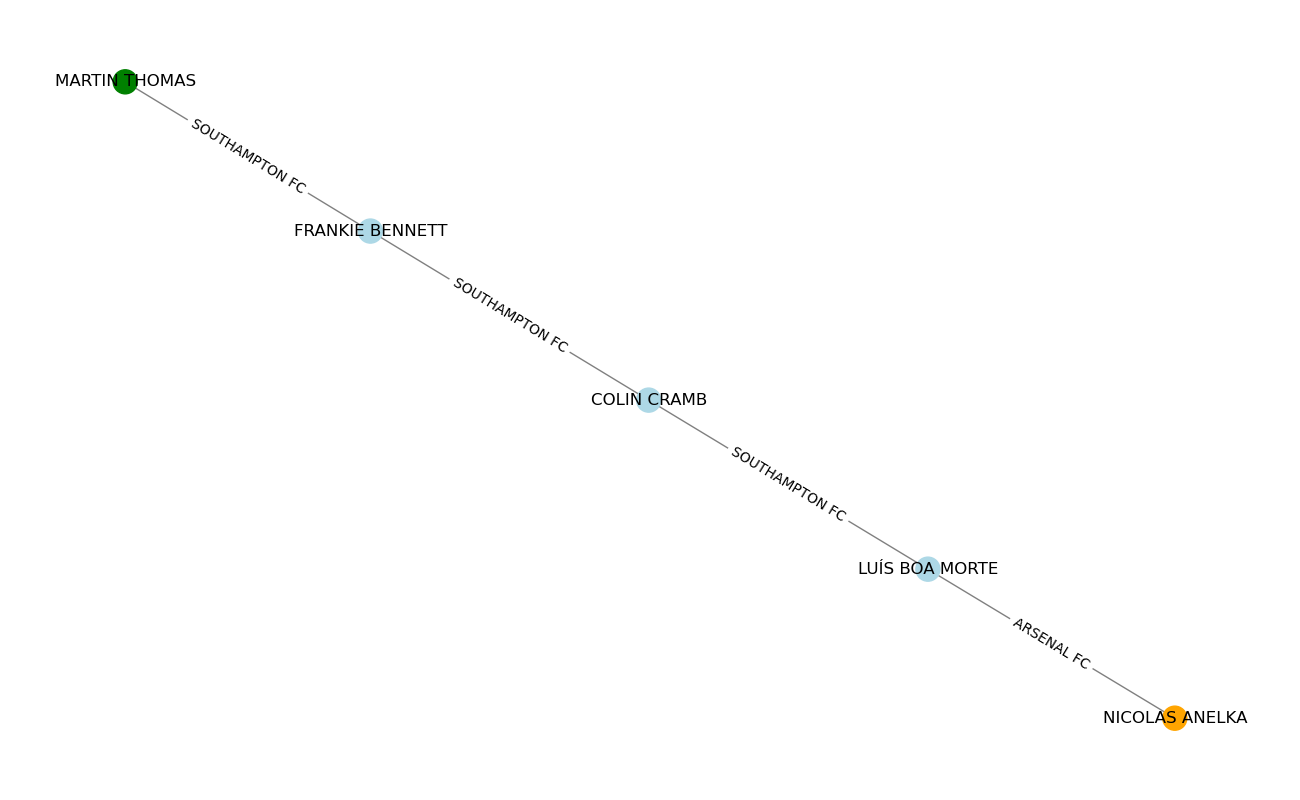 MARTIN THOMAS
SOUTHAMPTON FC
FRANKIE BENNETT
SOUTHAMPTON FC
COLIN CRAMB
SOUTHAMPTON FC
LUÍS BOA MORTE
ARSENAL FC
NICOLAS ANELKA